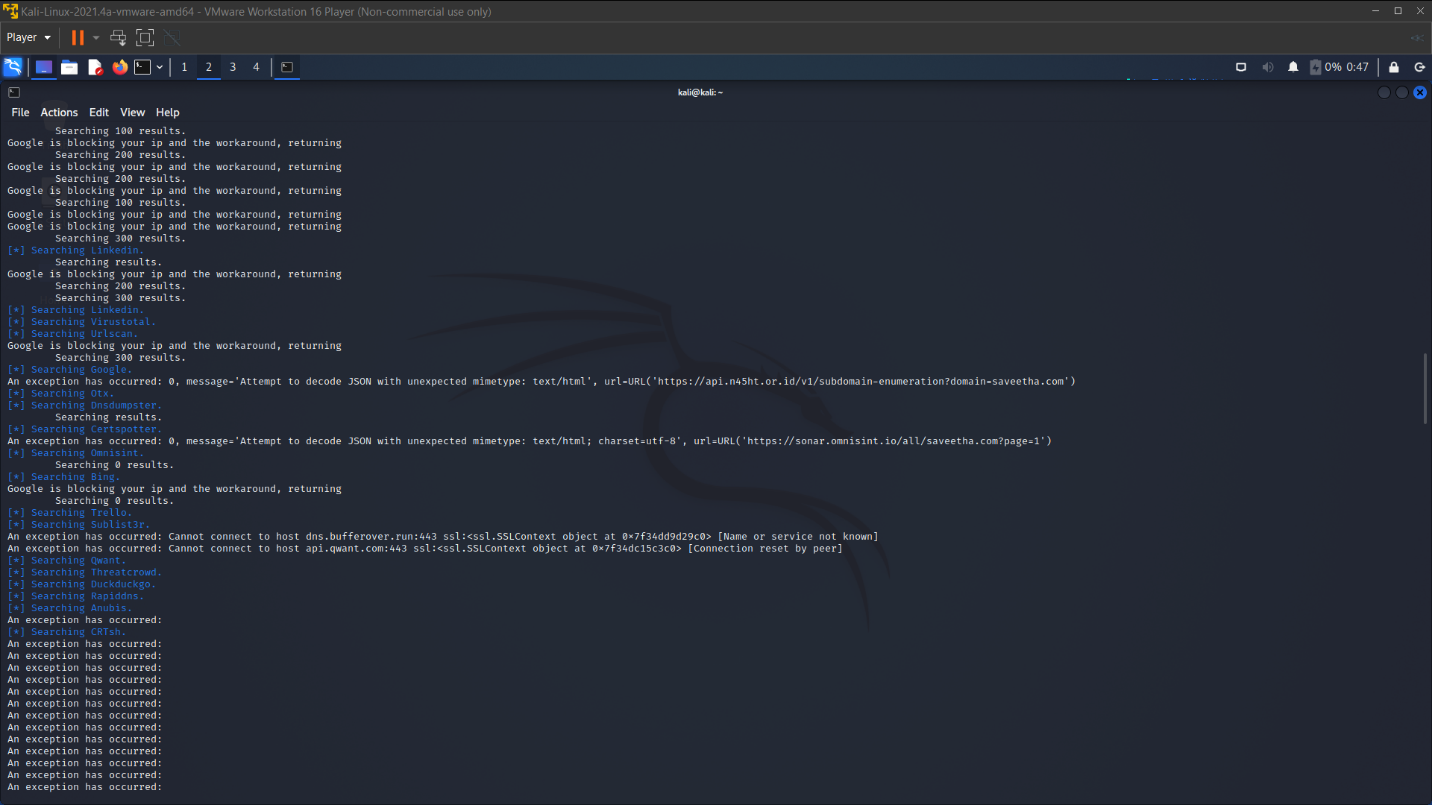 Kali-Linux-2021.4a-vmware-amd64 - VMware Workstation 16 Player (Non-commercial use only)
Player
1 2 3 4
0% 0:47
kali@kali: ~
File Actions Edit View Help
Searching 100 results.
Google is blocking your ip and the workaround, returning
Searching 200 results.
Google is blocking your ip and the workaround, returning
Searching 200 results.
Google is blocking your ip and the workaround, returning
Searching 100 results.
Google is blocking your ip and the workaround, returning
Google is blocking your ip and the workaround, returning
Searching 300 results.
[*] Searching Linkedin.
Searching results.
Google is blocking your ip and the workaround, returning
Searching 200 results.
Searching 300 results.
[*] Searching Linkedin.
[*] Searching Virustotal.
[*] Searching Urlscan.
Google is blocking your ip and the workaround, returning
Searching 300 results.
[*] Searching Google.
An exception has occurred: 0, message='Attempt to decode JSON with unexpected mimetype: text/html', url=URL('https://api.n45ht.or.id/v1/subdomain-enumeration?domain=saveetha.com')
[*] Searching Otx.
[*] Searching Dnsdumpster.
Searching results.
[*] Searching Certspotter.
An exception has occurred: 0, message='Attempt to decode JSON with unexpected mimetype: text/html; charset=utf-8', url=URL('https://sonar.omnisint.io/all/saveetha.com?page=1')
[*] Searching Omnisint.
Searching 0 results.
[*] Searching Bing.
Google is blocking your ip and the workaround, returning
Searching 0 results.
[*] Searching Trello.
[*] Searching Sublist3r.
An exception has occurred: Cannot connect to host dns.bufferover.run:443 ssl:<ssl.SSLContext object at 0×7f34dd9d29c0> [Name or service not known]
An exception has occurred: Cannot connect to host api.qwant.com:443 ssl:<ssl.SSLContext object at 0×7f34dc15c3c0> [Connection reset by peer]
[*] Searching Qwant.
[*] Searching Threatcrowd.
[*] Searching Duckduckgo.
[*] Searching Rapiddns.
[*] Searching Anubis.
An exception has occurred:
[*] Searching CRTsh.
An exception has occurred:
An exception has occurred:
An exception has occurred:
An exception has occurred:
An exception has occurred:
An exception has occurred:
An exception has occurred:
An exception has occurred:
An exception has occurred:
An exception has occurred:
An exception has occurred:
An exception has occurred:
An exception has occurred: